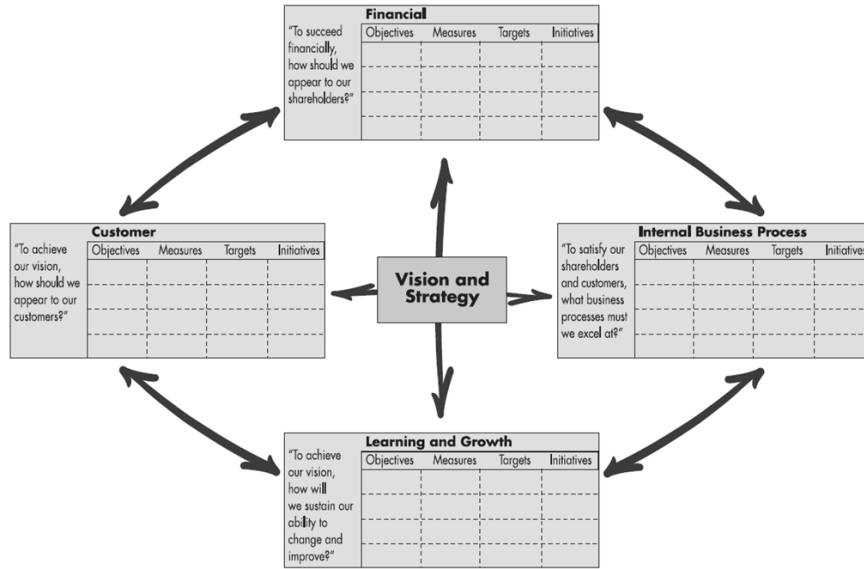 Financial
"To succeed
financially,
how should we
appear to our
shareholders?"
Objectives Measures Targets Initiatives
Customer
"To achieve
our vision,
how should we
appear to our
customers?"
Objectives Measures Targets Initiatives
Vision and
Strategy
Internal Business Process
"To satisfy our
shareholders
and customers,
what business
processes must
we excel at?"
Objectives Measures Targets Initiatives
Learning and Growth
"To achieve
our vision,
how will
we sustain our
ability to
change and
improve?"
Objectives Measures Targets Initiatives